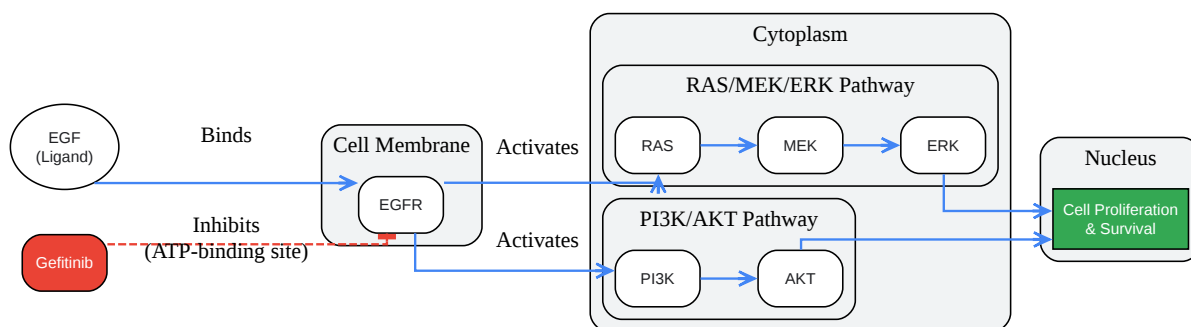 Cytoplasm
RAS/MEK/ERK Pathway
EGF
(Ligand)
Binds
Cell Membrane
Activates
RAS
MEK
ERK
Nucleus
EGFR
Cell Proliferation
& Survival
PI3K/AKT Pathway
Inhibits
(ATP-binding site)
Activates
Gefitinib
PI3K
AKT